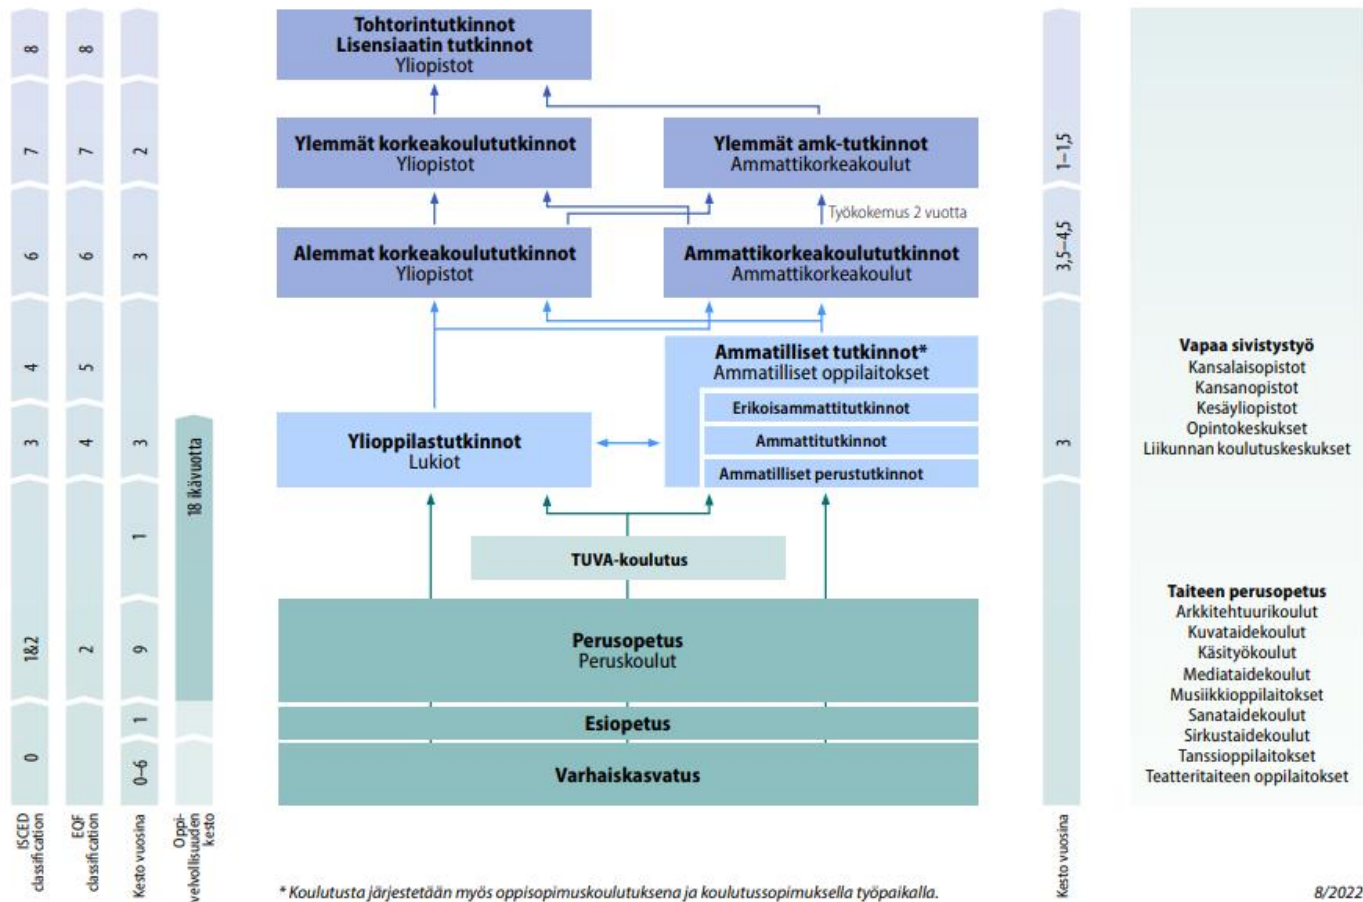 8
7
6
4
3
1&2
0
ISCED
classification
8
7
6
5
4
2
EQF
classification
2
3
3
1
9
1
0–6
Kesto vuosina
18 ikävuotta
Oppi-
velvollisuuden
kesto
Tohtorintutkinnot
Lisensiaatin tutkinnot
Yliopistot
Ylemmät korkeakoulututkinnot
Yliopistot
Ylemmät amk-tutkinnot
Ammattikorkeakoulut
Työkokemus 2 vuotta
Alemmat korkeakoulututkinnot
Yliopistot
Ammattikorkeakoulututkinnot
Ammattikorkeakoulut
Ammatilliset tutkinnot*
Ammatilliset oppilaitokset
Erikoisammattitutkinnot
Ammattitutkinnot
Ammatilliset perustutkinnot
Ylioppilastutkinnot
Lukiot
TUVA-koulutus
Perusopetus
Peruskoulut
Esiopetus
Varhaiskasvatus
1–1,5
3,5–4,5
3
Kesto vuosina
Vapaa sivistystyö
Kansalaisopistot
Kansanopistot
Kesäyliopistot
Opintokeskukset
Liikunnan koulutuskeskukset
Taiteen perusopetus
Arkkitehtuurikoulut
Kuvataidekoulut
Käsityökoulut
Mediataidekoulut
Musiikkioppilaitokset
Sanataidekoulut
Sirkustaidekoulut
Tanssioppilaitokset
Teatteritaiteen oppilaitokset
* Koulutusta järjestetään myös oppisopimuskoulutuksena ja koulutussopimuksella työpaikalla.
8/2022